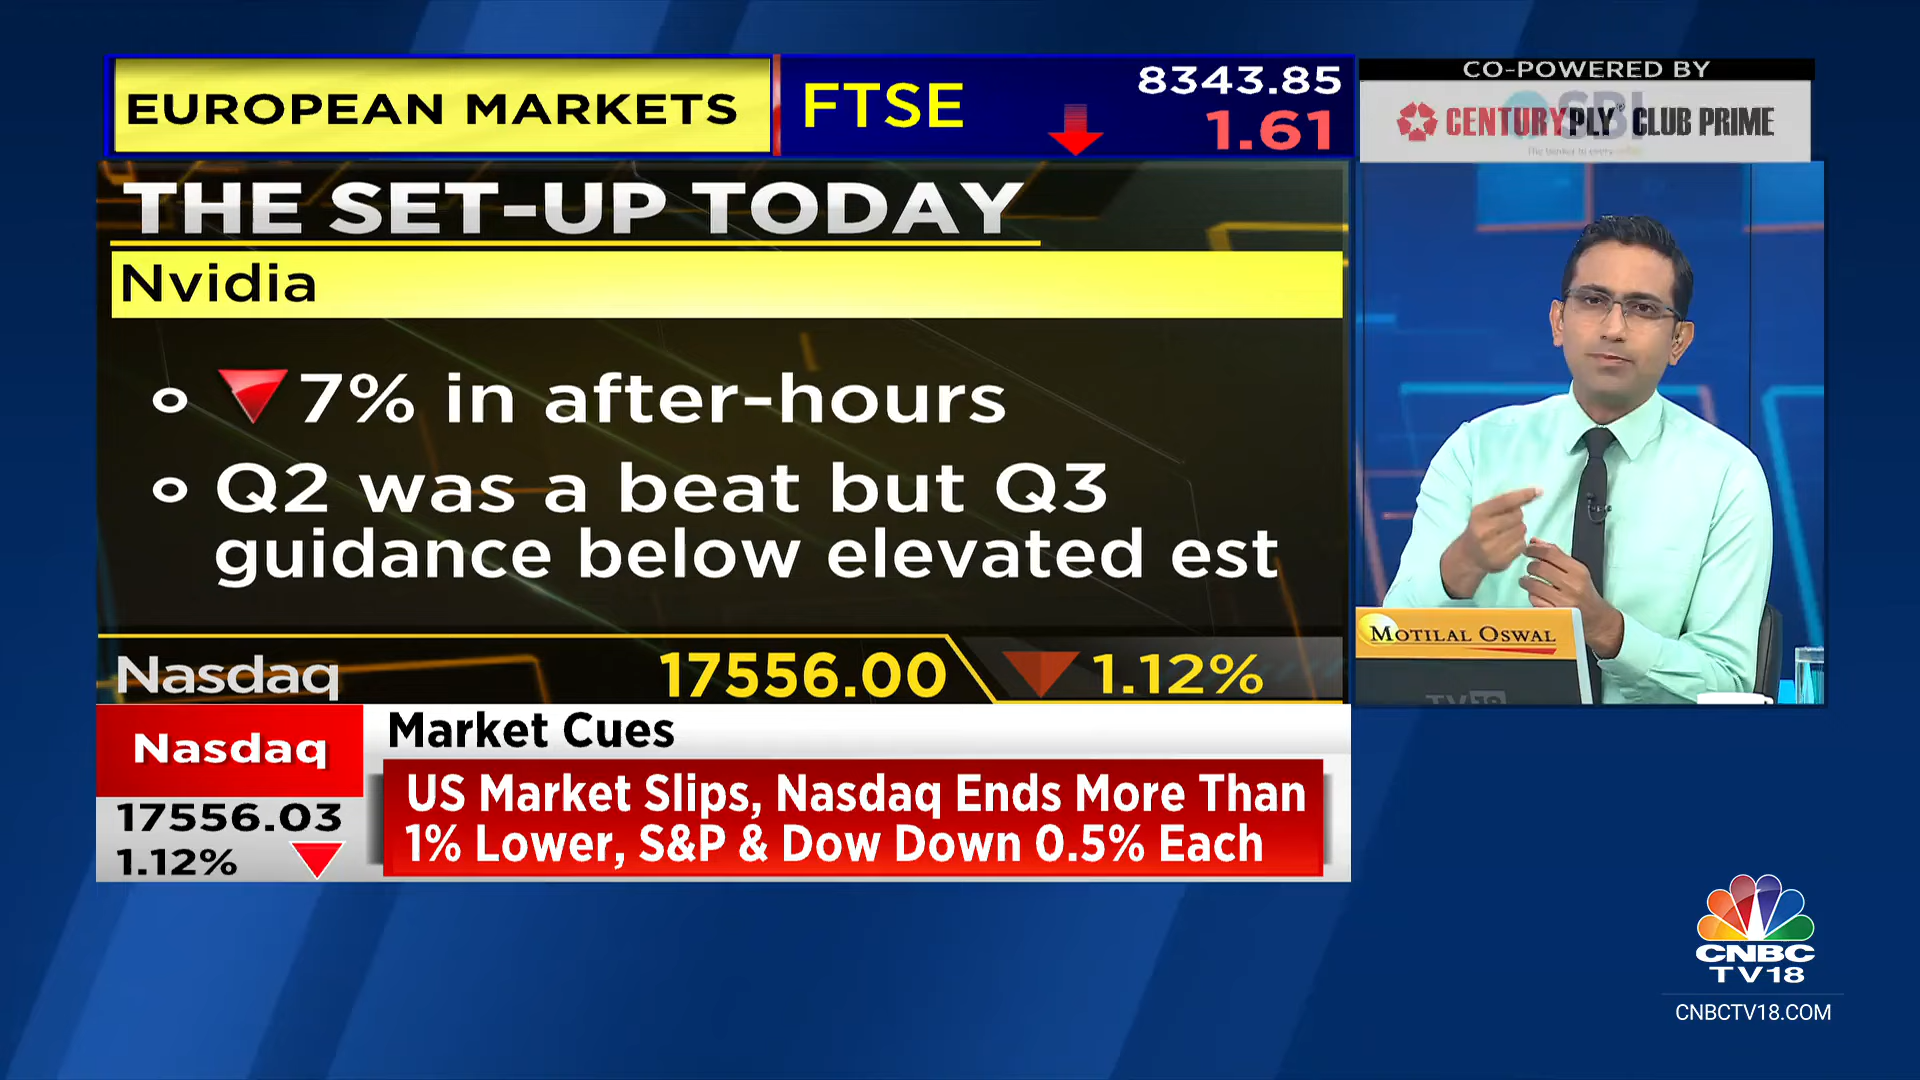 EUROPEAN MARKETS
FTSE
8343.85
1.61
CO-POWERED BY
CENTURYPLY CLUB PRIME
SBI
THE SET-UP TODAY
Nvidia
7% in after-hours
Q2 was a beat but Q3
guidance below elevated est
Nasdaq 17556.00 1.12%
MOTILAL OSWAL
TV18
Nasdaq
17556.03
1.12%
Market Cues
US Market Slips, Nasdaq Ends More Than
1% Lower, S&P & Dow Down 0.5% Each
CNBC
TV18
CNBCTV18.COM